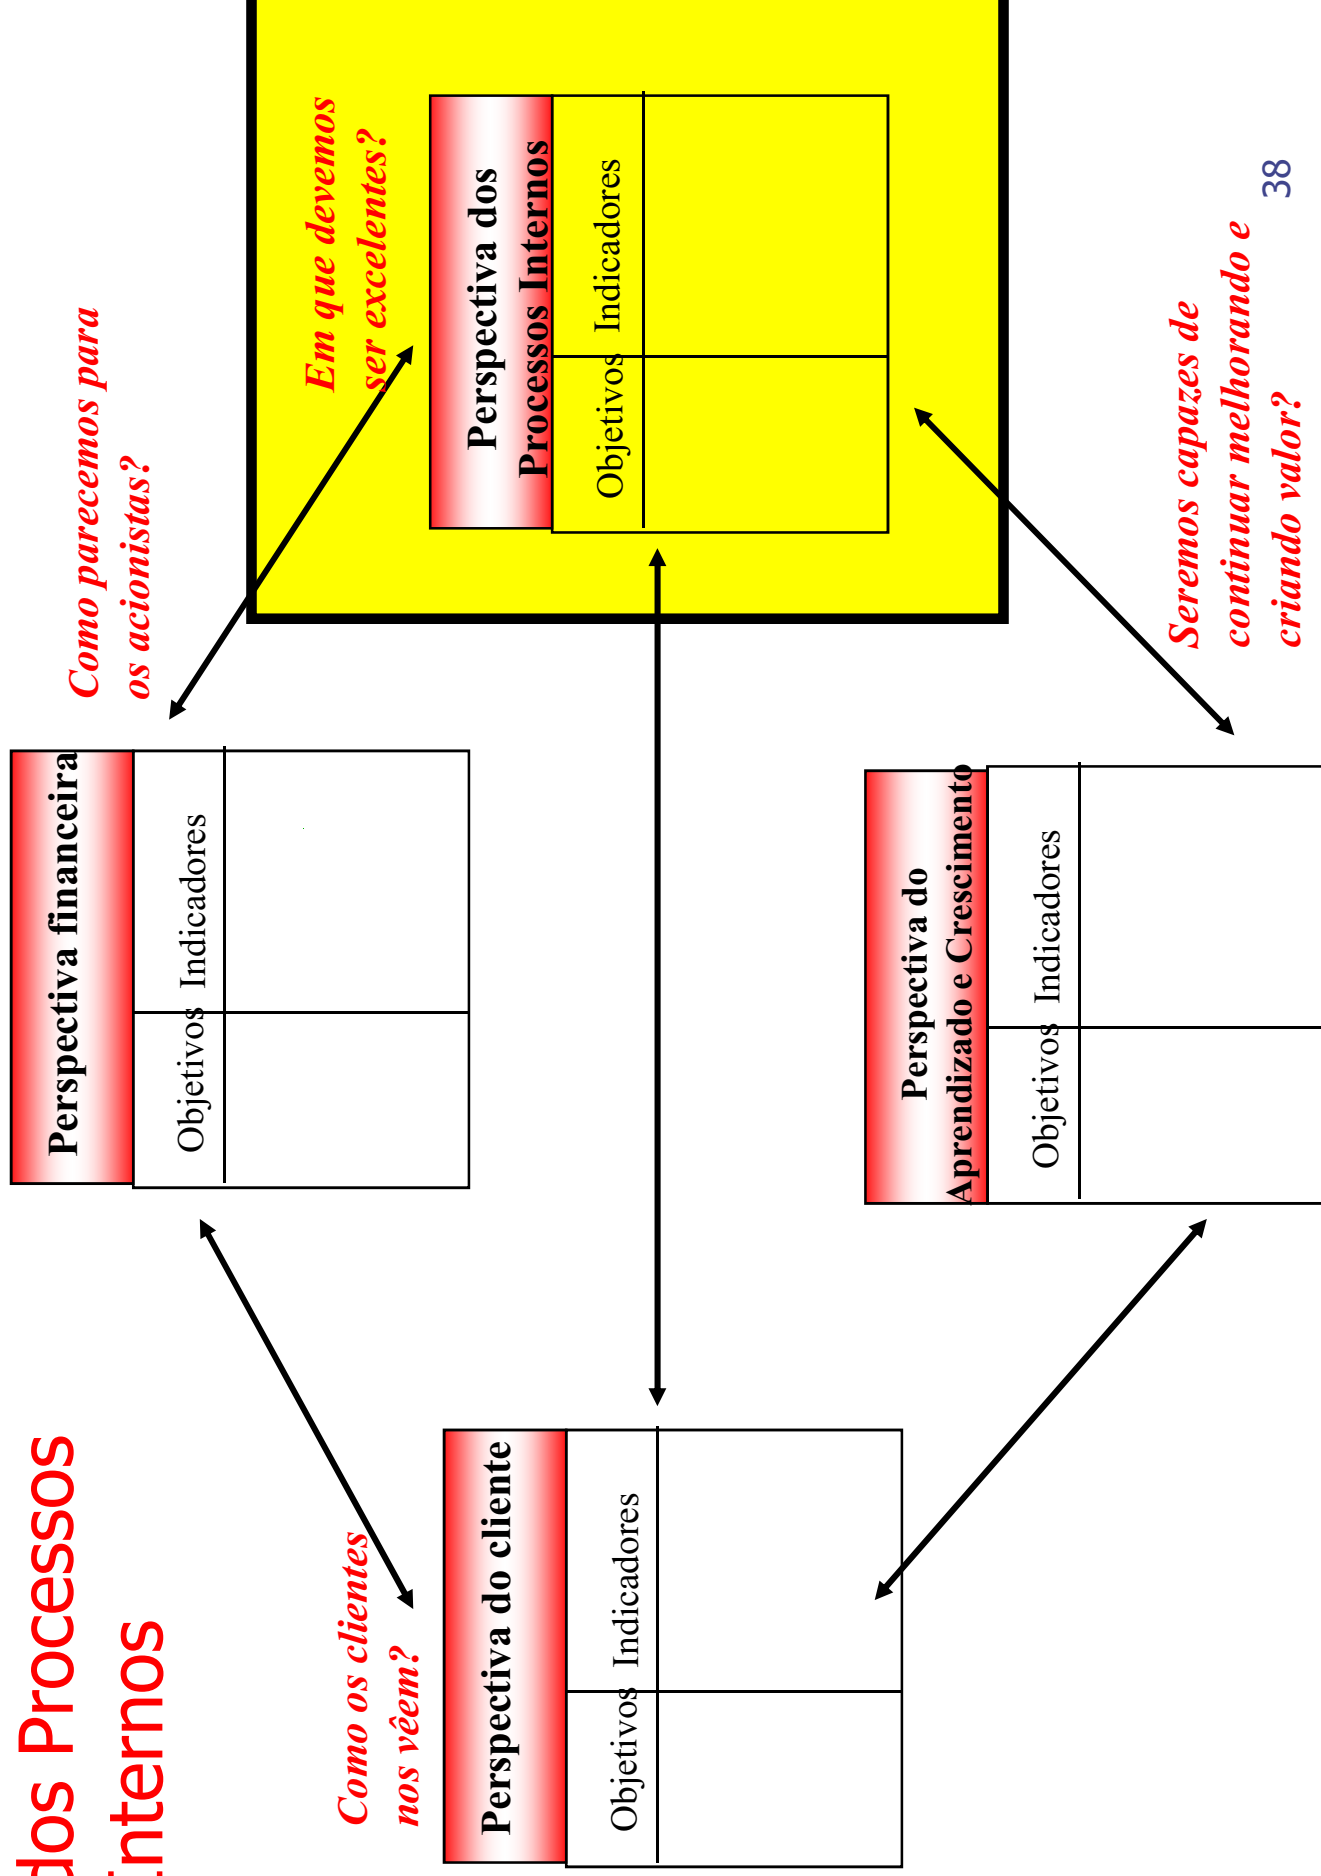 dos Processos
Internos
Como parecemos para
os acionistas?
Perspectiva financeira
Objetivos Indicadores
Como os clientes
nos vêem?
Perspectiva do cliente
Objetivos Indicadores
Em que devemos
ser excelentes?
Perspectiva dos
Processos Internos
Objetivos Indicadores
Perspectiva do
Aprendizado e Crescimento
Objetivos Indicadores
Seremos capazes de
continuar melhorando e
criando valor?
38